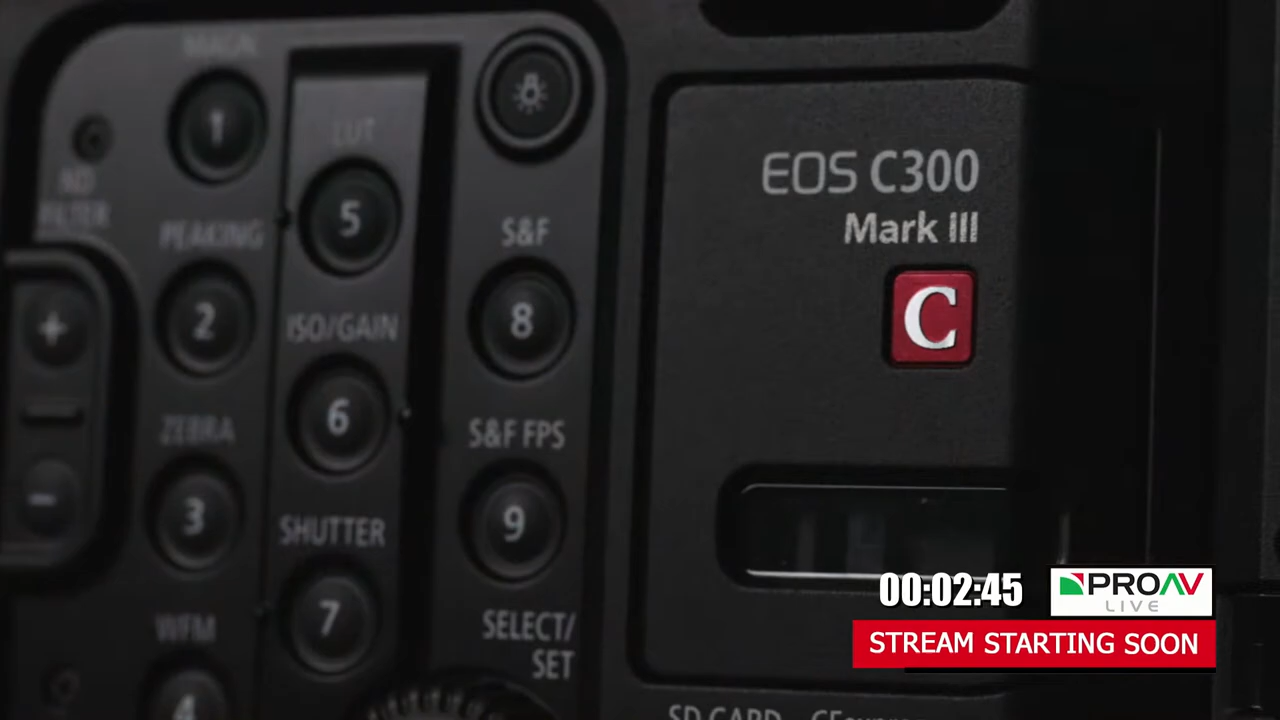 MAGN.
1
ND
FILTER
+
-
PEAKING
2
ZEBRA
3
WFM
4
LUT
5
ISO/GAIN
6
SHUTTER
7
S&F
8
S&F FPS
9
SELECT/
SET
EOS C300
Mark III
C
SD CARD
00:02:45
PROAV
LIVE
STREAM STARTING SOON